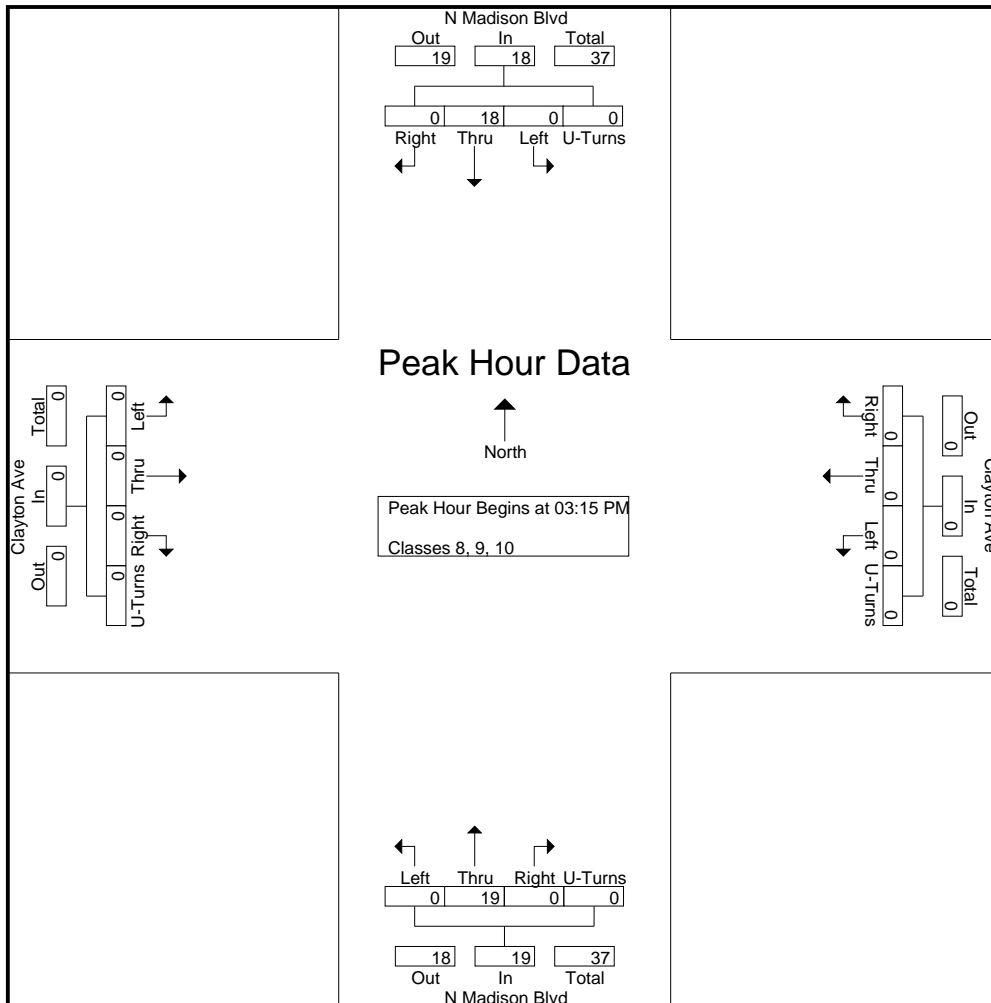 N Madison Blvd
Out In Total
19 18 37
0 18 0 0
Right Thru Left U-Turns
Peak Hour Data
North
Peak Hour Begins at 03:15 PM
Classes 8, 9, 10
Clayton Ave
Out In Total
0 0 0
0 0 0 0
U-Turns Right Thru Left
Clayton Ave
Out In Total
0 0 0
0 0 0 0
Right Thru Left U-Turns
Left Thru Right U-Turns
0 19 0 0
18 19 37
Out In Total
N Madison Blvd